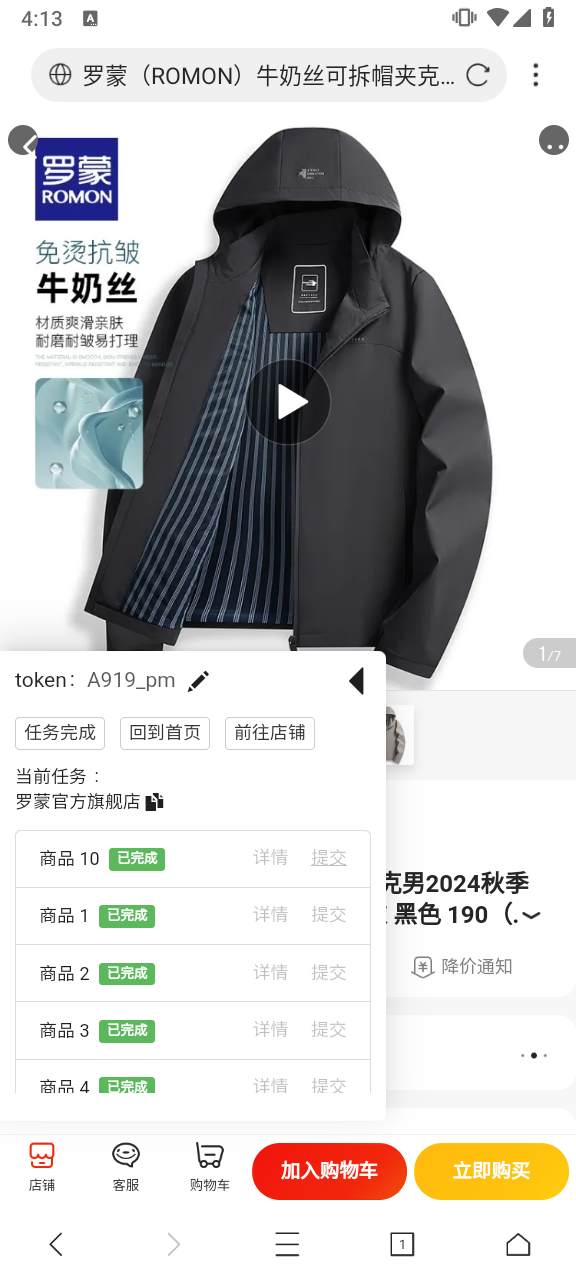 4:13
A
罗蒙（ROMON）牛奶丝可拆帽夹克...
罗蒙
ROMON
免烫抗皱
牛奶丝
材质爽滑亲肤
耐磨耐皱易打理
1/7
token： A919_pm
任务完成 回到首页 前往店铺
当前任务：
罗蒙官方旗舰店
商品 10 已完成 详情 提交
商品 1 已完成 详情 提交
商品 2 已完成 详情 提交
商品 3 已完成 详情 提交
商品 4 已完成 详情 提交
克男2024秋季
黑色 190（.
降价通知
店铺 客服 购物车 加入购物车 立即购买
1